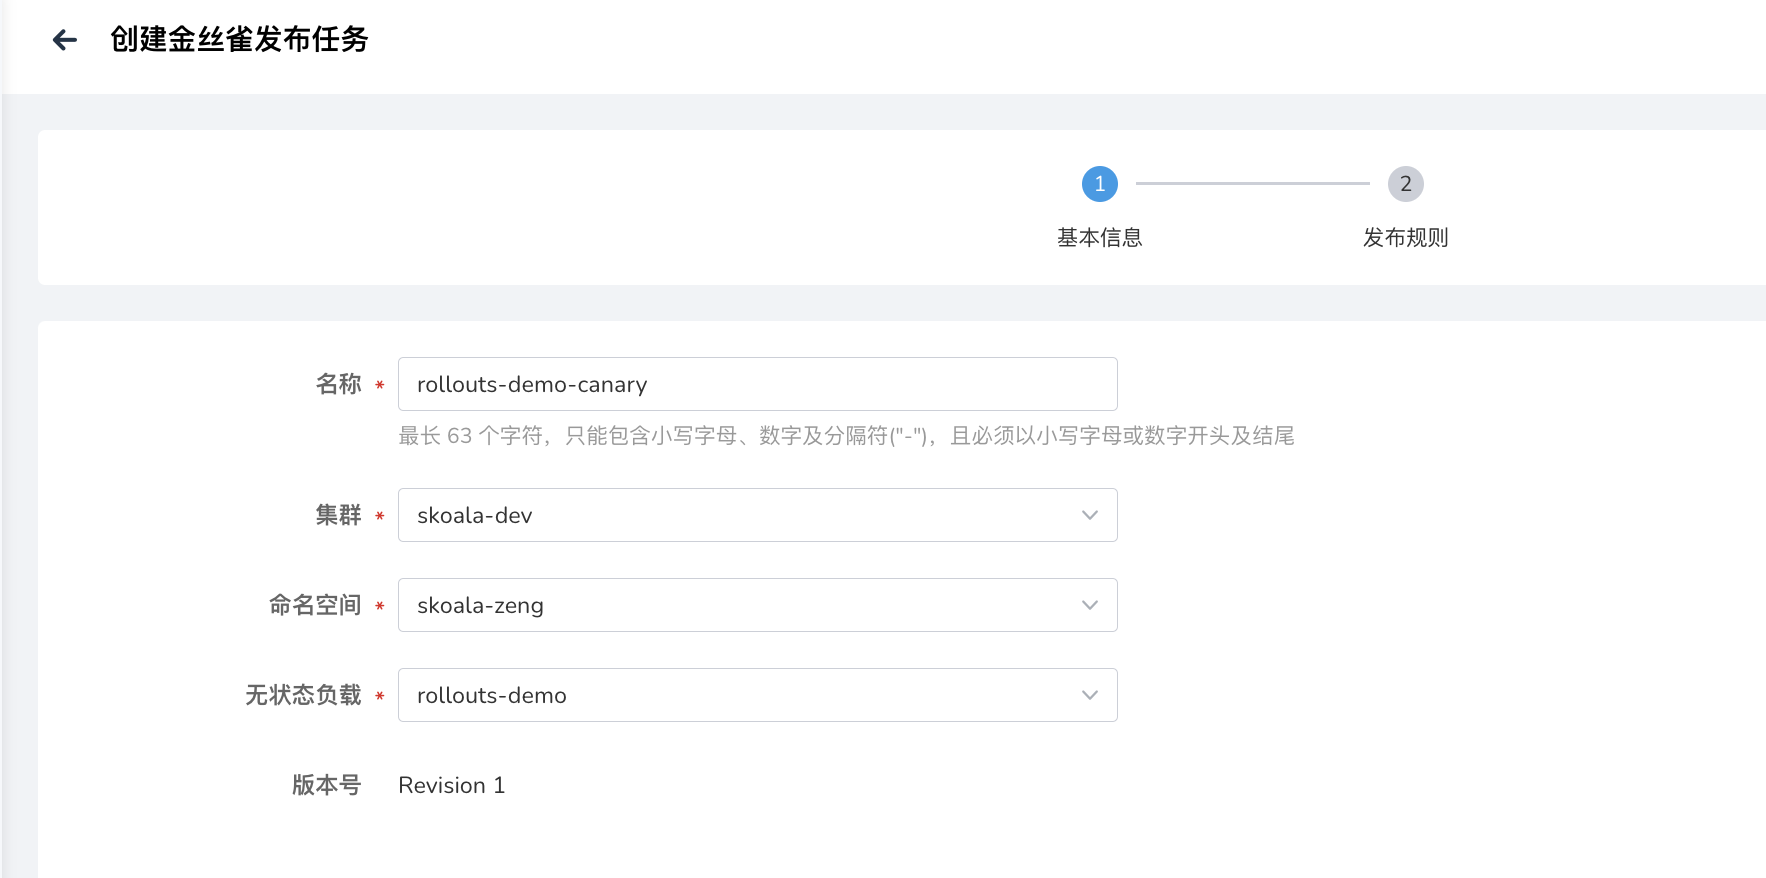 创建金丝雀发布任务
1
2
基本信息
发布规则
名称 * rollouts-demo-canary
最长 63 个字符，只能包含小写字母、数字及分隔符("-")，且必须以小写字母或数字开头及结尾
集群 * skoala-dev
命名空间 * skoala-zeng
无状态负载 * rollouts-demo
版本号 Revision 1